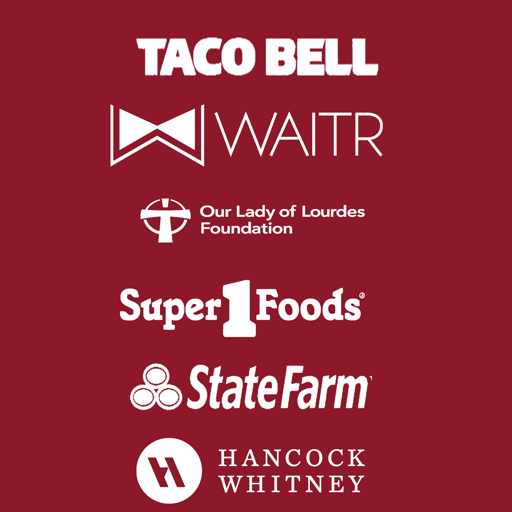 TACO BELL
WAITR
Our Lady of Lourdes
Foundation
Super 1 Foods
State Farm
HANCOCK
WHITNEY